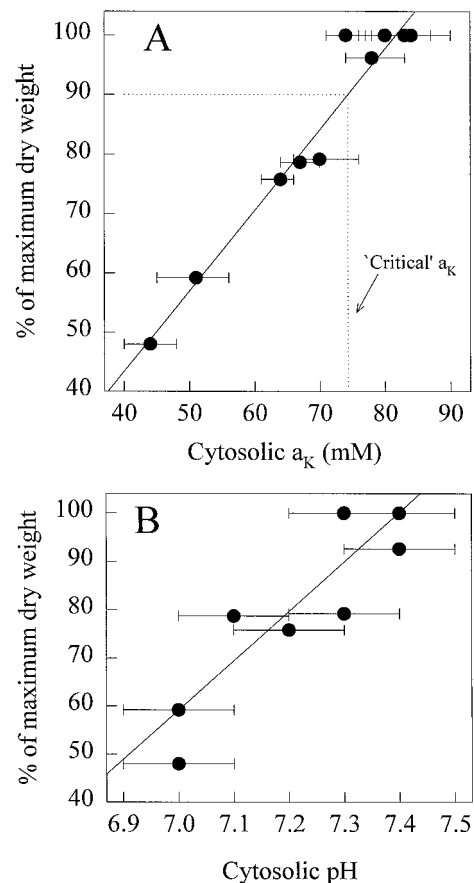 A
100
90
80
70
60
50
40
% of maximum dry weight
`Critical' aK
40 50 60 70 80 90
Cytosolic aK (mM)
B
100
90
80
70
60
50
40
% of maximum dry weight
6.9 7.0 7.1 7.2 7.3 7.4 7.5
Cytosolic pH